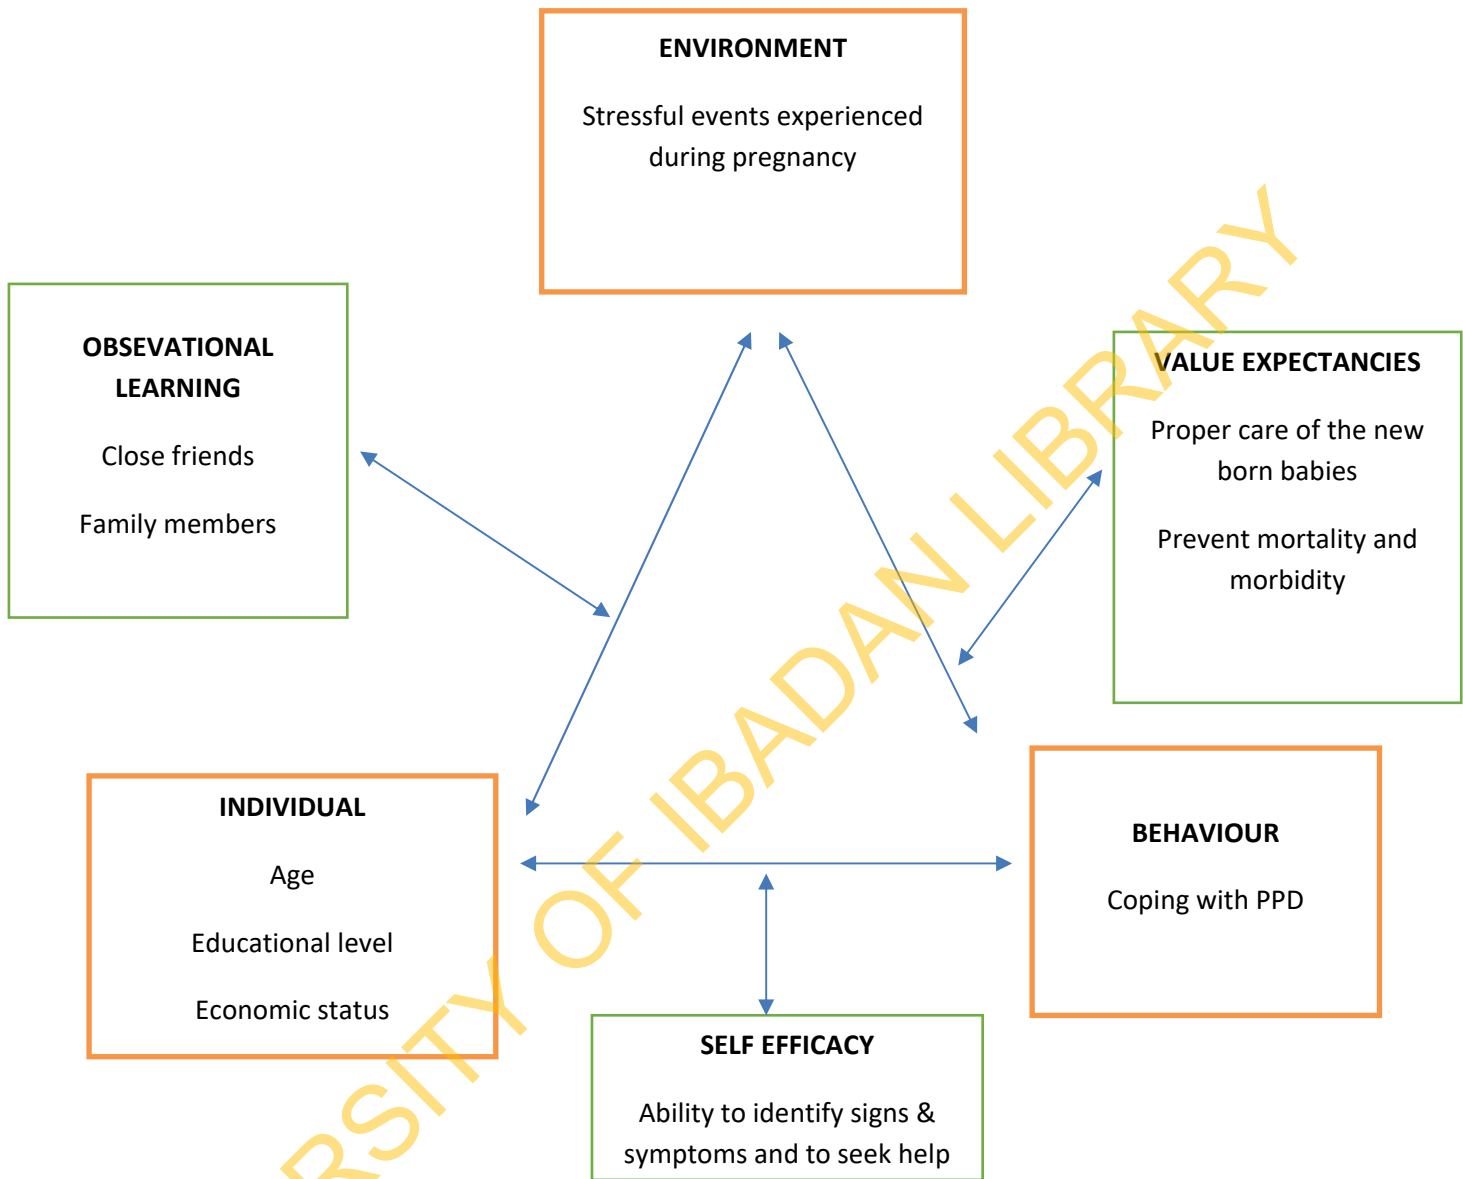 ENVIRONMENT
Stressful events experienced
during pregnancy
OBSEVATIONAL
LEARNING
Close friends
Family members
VALUE EXPECTANCIES
Proper care of the new
born babies
Prevent mortality and
morbidity
INDIVIDUAL
Age
Educational level
Economic status
BEHAVIOUR
Coping with PPD
SELF EFFICACY
Ability to identify signs &
symptoms and to seek help
RSITY OF IBADAN LIBRARY